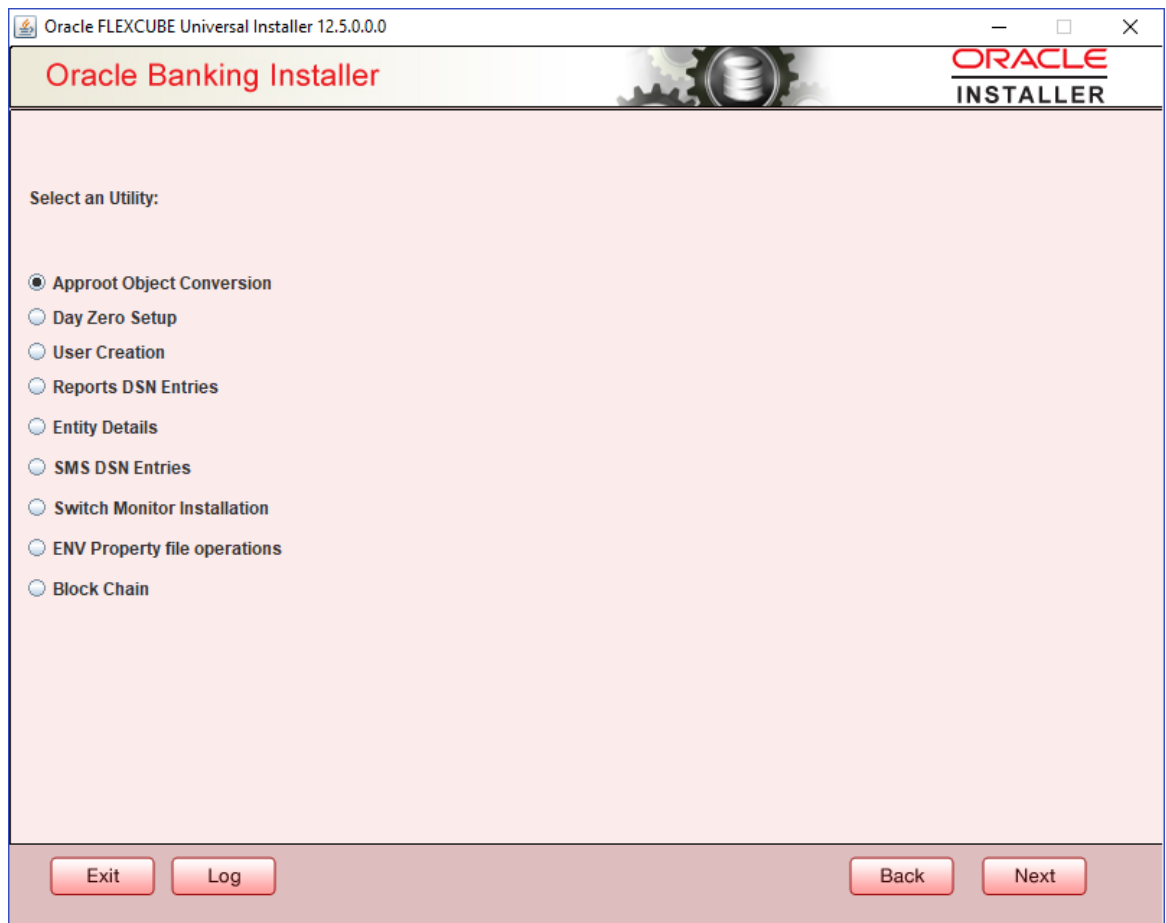 Oracle FLEXCUBE Universal Installer 12.5.0.0.0
Oracle Banking Installer
ORACLE
INSTALLER
Select an Utility:
Approot Object Conversion
Day Zero Setup
User Creation
Reports DSN Entries
Entity Details
SMS DSN Entries
Switch Monitor Installation
ENV Property file operations
Block Chain
Exit Log Back Next